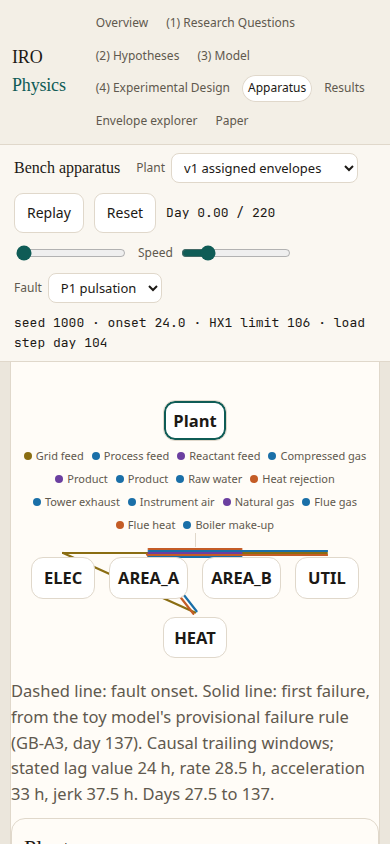 IRO
Physics
Overview (1) Research Questions
(2) Hypotheses (3) Model
(4) Experimental Design Apparatus Results
Envelope explorer Paper
Bench apparatus Plant v1 assigned envelopes
Replay Reset Day 0.00 / 220
Speed
Fault P1 pulsation
seed 1000 · onset 24.0 · HX1 limit 106 · load
step day 104
Plant
Grid feed Process feed Reactant feed Compressed gas
Product Product Raw water Heat rejection
Tower exhaust Instrument air Natural gas Flue gas
Flue heat Boiler make-up
ELEC AREA_A AREA_B UTIL
HEAT
Dashed line: fault onset. Solid line: first failure,
from the toy model's provisional failure rule
(GB-A3, day 137). Causal trailing windows;
stated lag value 24 h, rate 28.5 h, acceleration
33 h, jerk 37.5 h. Days 27.5 to 137.